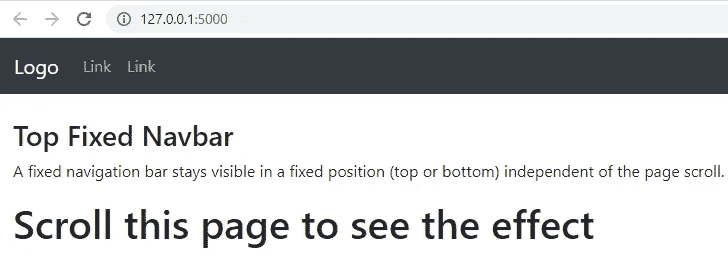 127.0.0.1:5000
Logo Link Link
Top Fixed Navbar
A fixed navigation bar stays visible in a fixed position (top or bottom) independent of the page scroll.
Scroll this page to see the effect